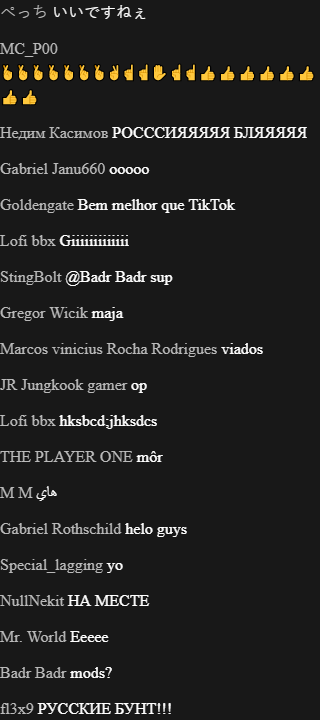 ぺっち いいですねぇ
MC_P00
✌✌✌✌✌✌✌✌☝☝✋☝☝👍👍👍👍👍👍
👍👍
Недим Касимов РОСССИЯЯЯЯЯ БЛЯЯЯЯЯ
Gabriel Janu660 ooooo
Goldengate Bem melhor que TikTok
Lofi bbx Giiiiiiiiiiiii
StingBolt @Badr Badr sup
Gregor Wicik maja
Marcos vinicius Rocha Rodrigues viados
JR Jungkook gamer op
Lofi bbx hksbcd;jhksdcs
THE PLAYER ONE môr
M M هاي
Gabriel Rothschild helo guys
Special_lagging yo
NullNekit НА МЕСТЕ
Mr. World Eeeee
Badr Badr mods?
fl3x9 РУССКИЕ БУНТ!!!